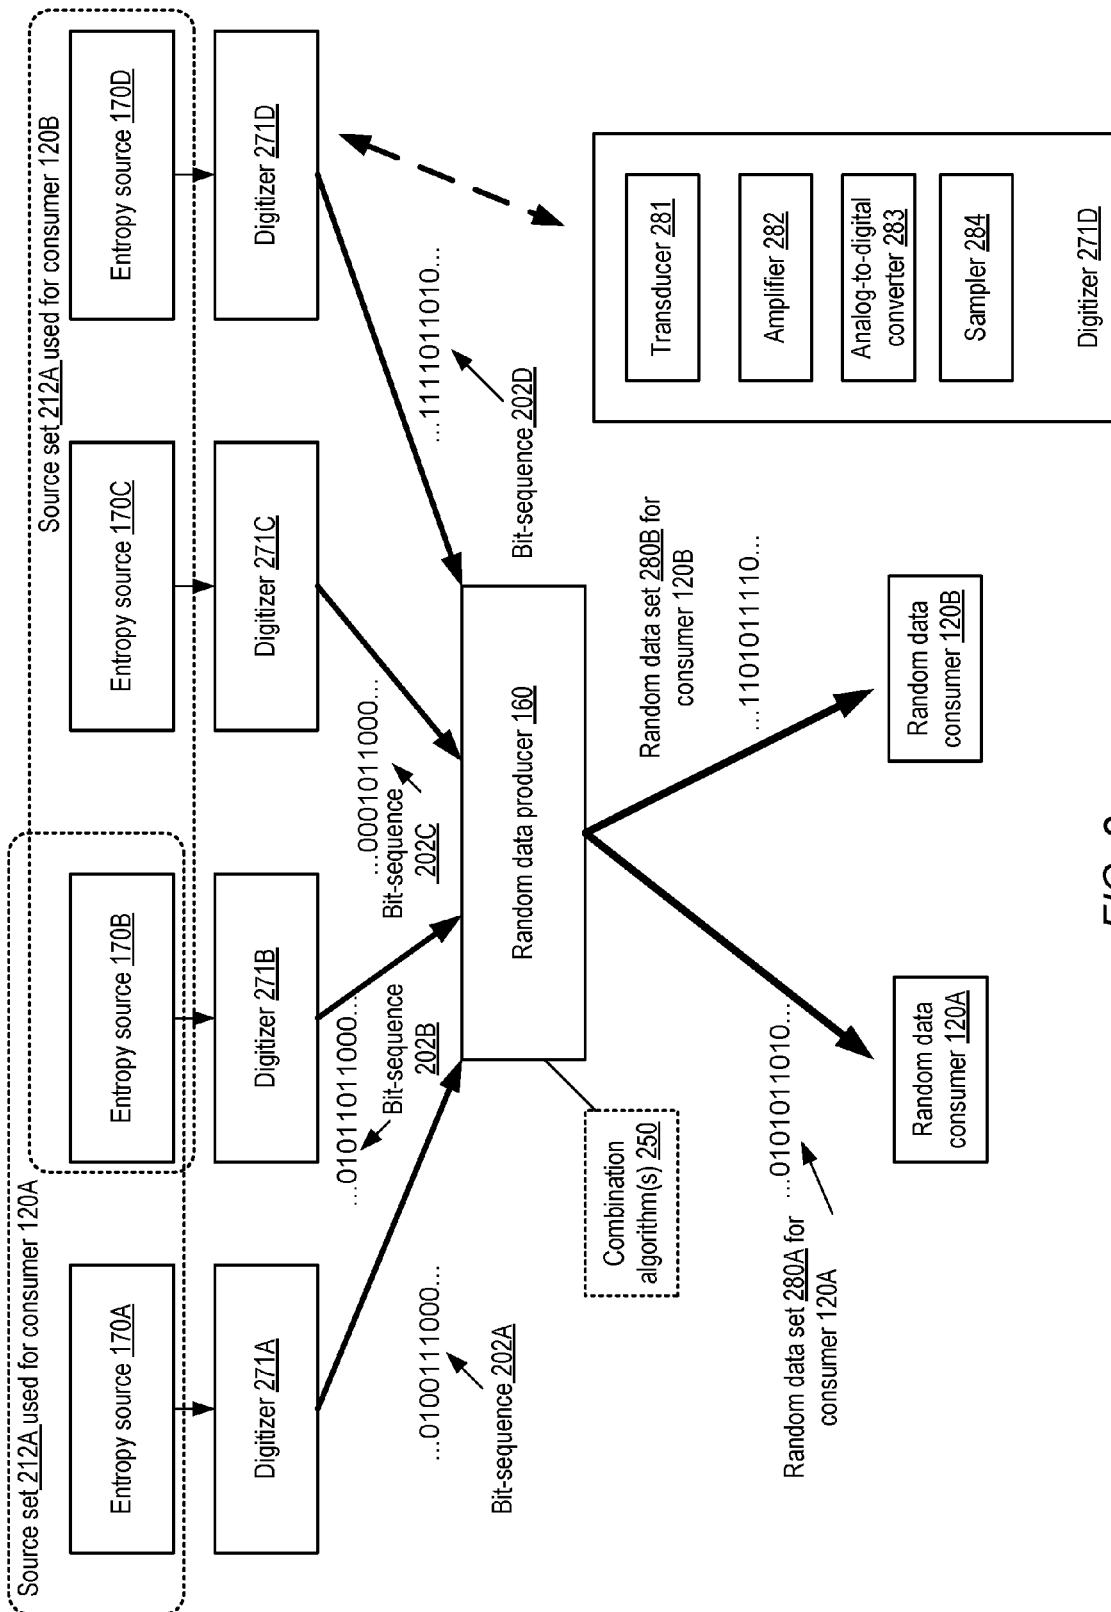 Source set 212A used for consumer 120A
Source set 212A used for consumer 120B
Entropy source 170A
Entropy source 170B
Entropy source 170C
Entropy source 170D
Digitizer 271A
Digitizer 271B
Digitizer 271C
Digitizer 271D
...0100111000...
Bit-sequence 202A
...01011011000...
Bit-sequence
202B
...0001011000...
Bit-sequence
202C
...1111011010...
Bit-sequence 202D
Random data producer 160
Combination
algorithm(s) 250
Random data set 280A for
consumer 120A
...0101011010...
Random data set 280B for
consumer 120B
...1101011110...
Random data
consumer 120A
Random data
consumer 120B
Transducer 281
Amplifier 282
Analog-to-digital
converter 283
Sampler 284
Digitizer 271D